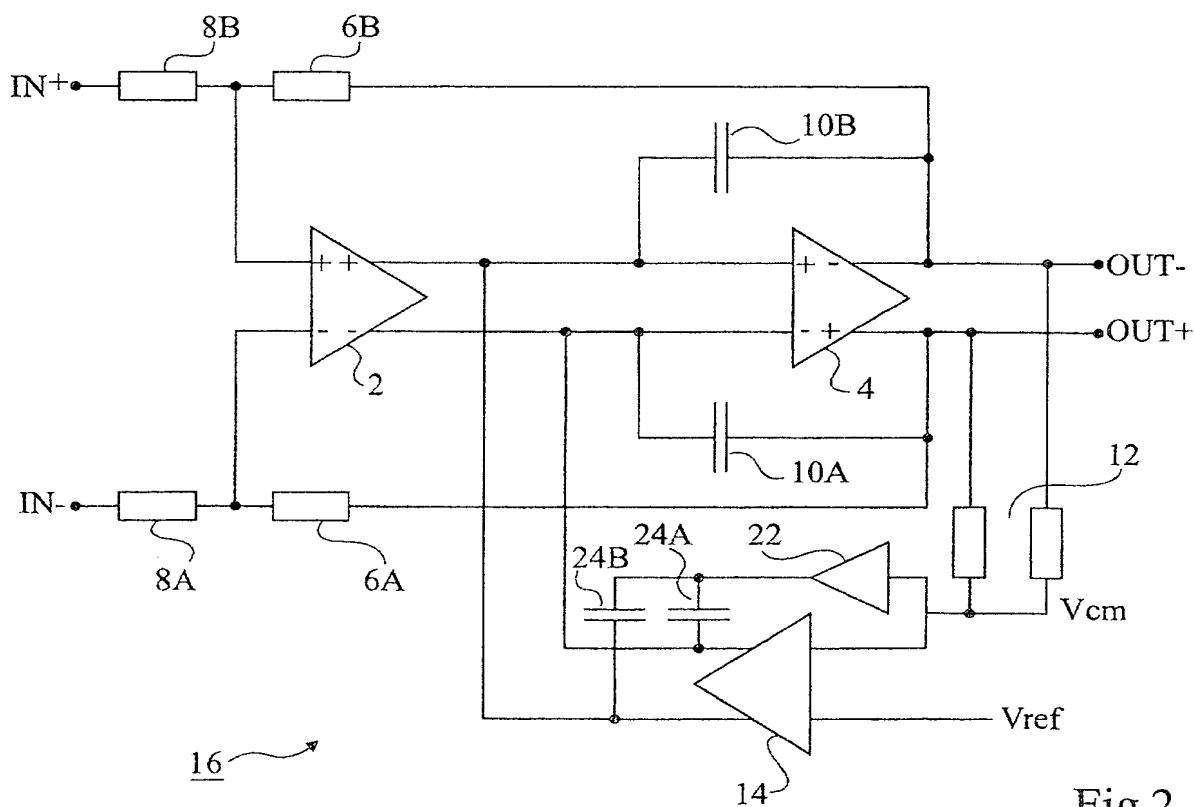 8B
6B
IN+
10B
+ +
+ -
OUT-
- -
- +
OUT+
2
4
12
10A
IN-
8A
6A
24B
24A
22
Vcm
Vref
16
14
Fig 2